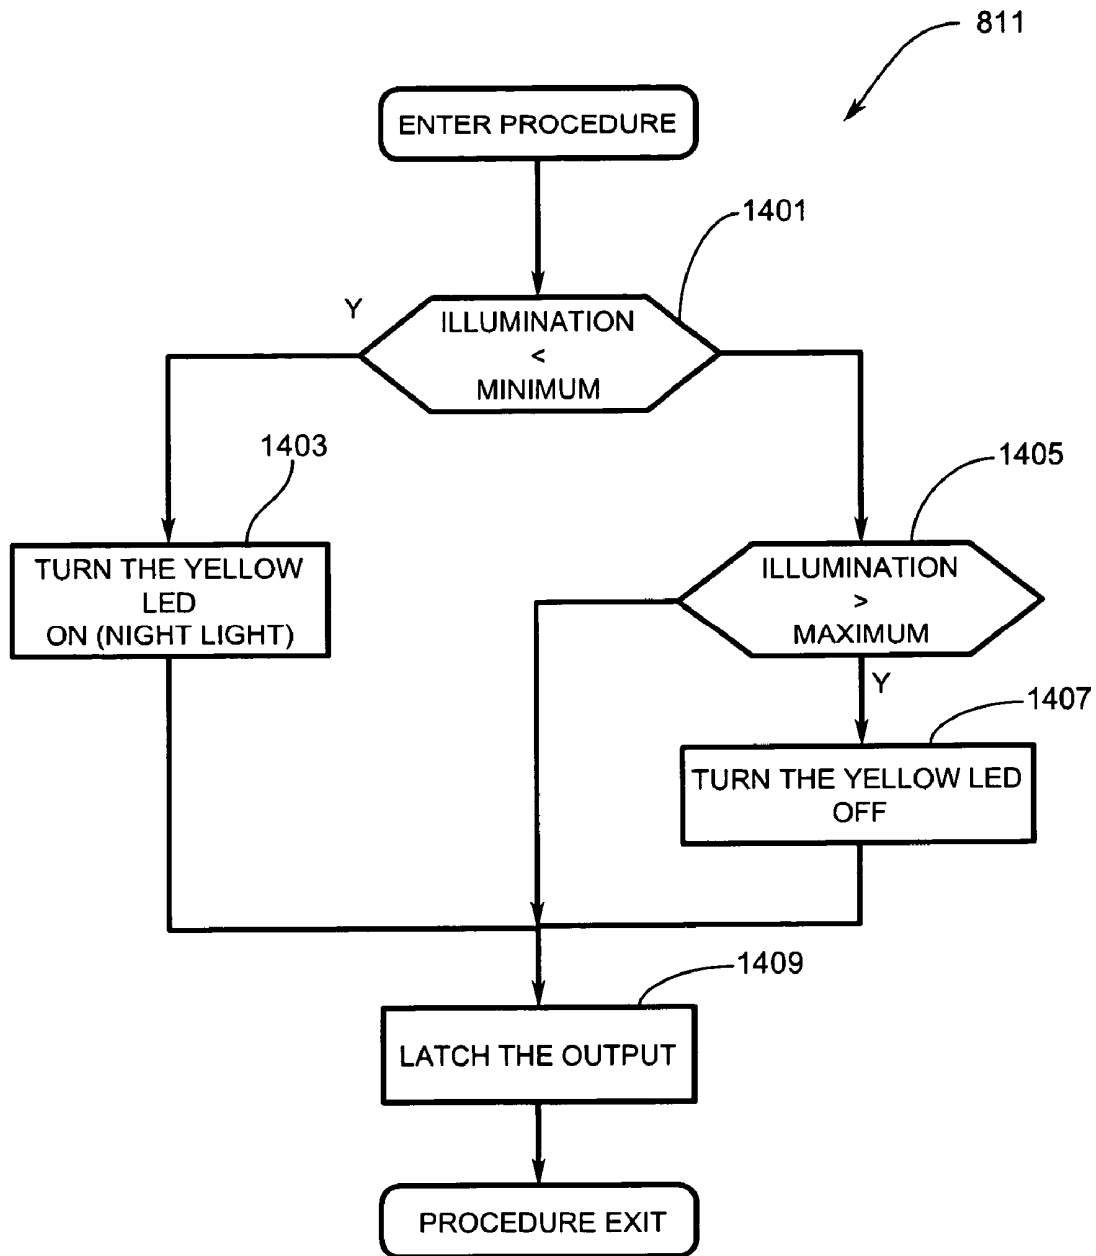 811
ENTER PROCEDURE
1401
Y
ILLUMINATION
<
MINIMUM
1403
1405
TURN THE YELLOW
LED
ON (NIGHT LIGHT)
ILLUMINATION
>
MAXIMUM
Y
1407
TURN THE YELLOW LED
OFF
1409
LATCH THE OUTPUT
PROCEDURE EXIT